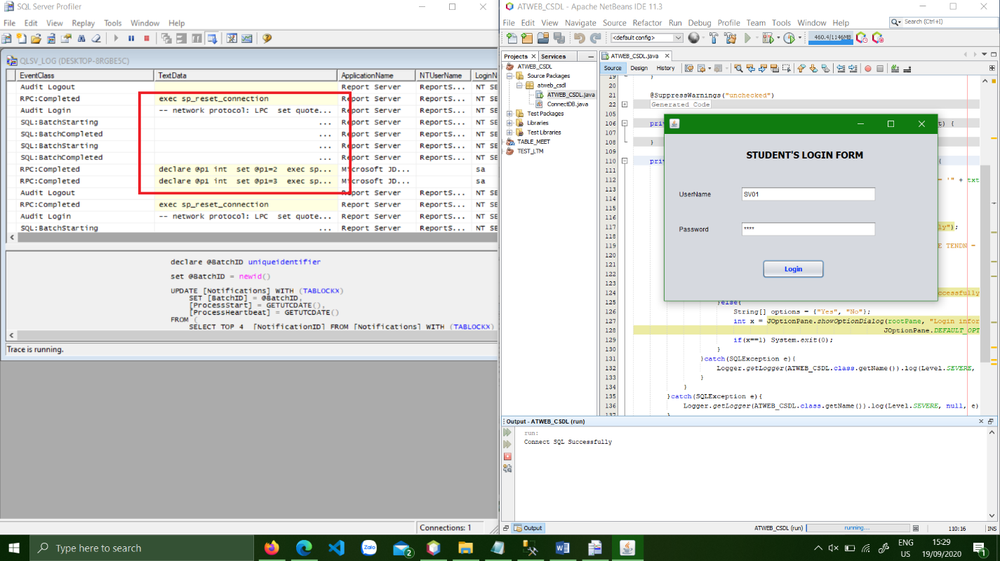 SQL Server Profiler
File Edit View Replay Tools Window Help
QLSV_LOG (DESKTOP-8RGBE5C)
EventClass TextData ApplicationName NTUserName LoginN
Audit Logout Report Server ReportS... NT SE
RPC:Completed exec sp_reset_connection Report Server ReportS... NT SE
Audit Login -- network protocol: LPC set quote... Report Server ReportS... NT SE
SQL:BatchStarting ... Report Server ReportS... NT SE
SQL:BatchCompleted ... Report Server ReportS... NT SE
SQL:BatchStarting ... Report Server ReportS... NT SE
SQL:BatchCompleted ... Report Server ReportS... NT SE
RPC:Completed declare @p1 int set @p1=2 exec sp... Microsoft JD... sa
RPC:Completed declare @p1 int set @p1=3 exec sp... Microsoft JD... sa
Audit Logout Report Server ReportS... NT SE
RPC:Completed exec sp_reset_connection Report Server ReportS... NT SE
Audit Login -- network protocol: LPC set quote... Report Server ReportS... NT SE
SQL:BatchStarting ... Report Server ReportS... NT SE
declare @BatchID uniqueidentifier
set @BatchID = newid()
UPDATE [Notifications] WITH (TABLOCKX)
SET [BatchID] = @BatchID,
[ProcessStart] = GETUTCDATE(),
[ProcessHeartbeat] = GETUTCDATE()
FROM (
SELECT TOP 4 [NotificationID] FROM [Notifications] WITH (TABLOCKX)
Trace is running.
Connections: 1
ATWEB_CSDL - Apache NetBeans IDE 11.3
File Edit View Navigate Source Refactor Run Debug Profile Team Tools Window Help
Search (Ctrl+I)
<default config>
460.4/1146MB
Projects Services
ATWEB_CSDL
Source Packages
atweb_csdl
ATWEB_CSDL.java
ConnectDB.java
Test Packages
Libraries
Test Libraries
TABLE_MEET
TEST_LTM
ATWEB_CSDL.java
Source Design History
19 }
20
21 @SuppressWarnings("unchecked")
22 Generated Code
105
106 priv t) {
107
108 }
109
110 priv {
111
112 = '" + txt
113
114
115
116
117 ly");
118
119 E TENDN =
120
121
122
123
124 ccessfully
125 }else{
126 String[] options = {"Yes", "No"};
127 int x = JOptionPane.showOptionDialog(rootPane, "Login infor
128 JOptionPane.DEFAULT_OPT
129 if(x==1) System.exit(0);
130 }
131 }catch(SQLException e){
132 Logger.getLogger(ATWEB_CSDL.class.getName()).log(Level.SEVERE,
133 }
134 }
135 }catch(SQLException e){
136 Logger.getLogger(ATWEB_CSDL.class.getName()).log(Level.SEVERE, null, e)
137 }
STUDENT'S LOGIN FORM
UserName SV01
Password ****
Login
Output - ATWEB_CSDL (run)
run:
Connect SQL Successfully
Output
ATWEB_CSDL (run) running... 110:16 INS
Type here to search
Zalo
2
ENG
US
15:29
19/09/2020
1